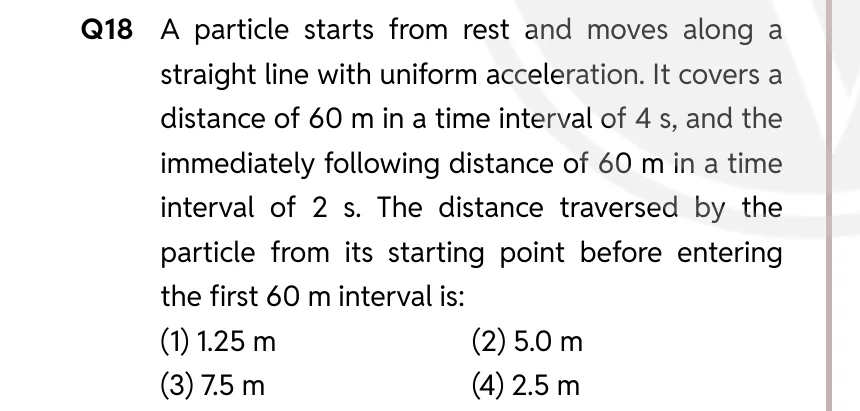 Q18 A particle starts from rest and moves along a
straight line with uniform acceleration. It covers a
distance of 60 m in a time interval of 4 s, and the
immediately following distance of 60 m in a time
interval of 2 s. The distance traversed by the
particle from its starting point before entering
the first 60 m interval is:
(1) 1.25 m (2) 5.0 m
(3) 7.5 m (4) 2.5 m